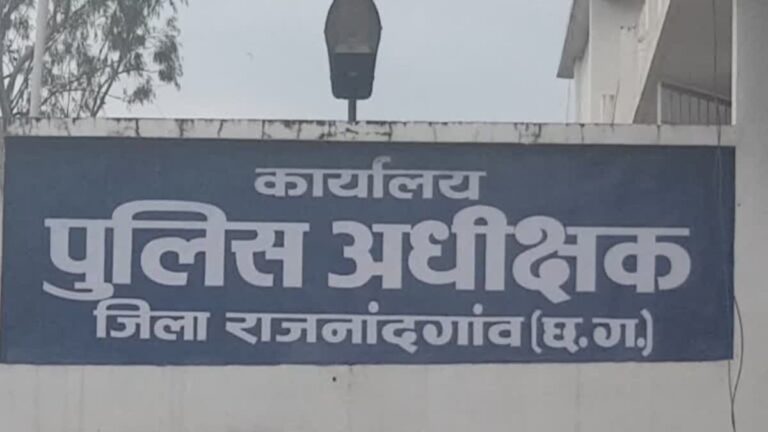 कार्यालय
पुलिस अधीक्षक
जिला राजनांदगांव (छ.ग.)